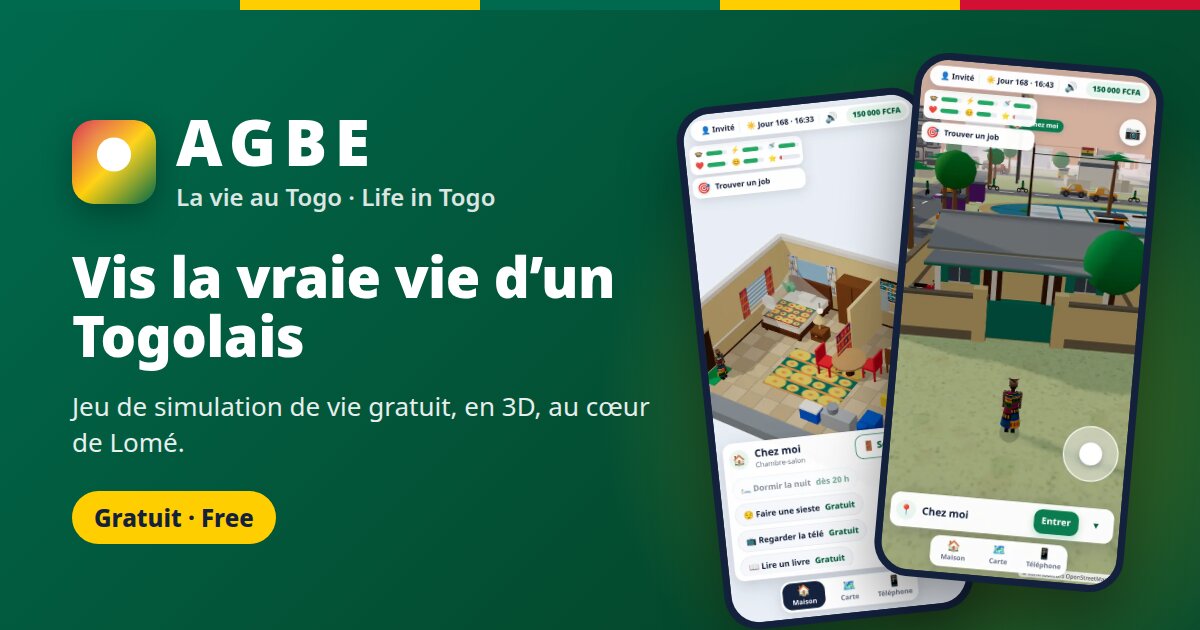 AGBE
La vie au Togo · Life in Togo
Vis la vraie vie d’un
Togolais
Jeu de simulation de vie gratuit, en 3D, au cœur
de Lomé.
Gratuit · Free
Invité
Jour 168 · 16:33
150 000 FCFA
Trouver un job
Chez moi
Chambre-salon
Dormir la nuit dès 20 h
Faire une sieste Gratuit
Regarder la télé Gratuit
Lire un livre Gratuit
Maison
Carte
Téléphone
Invité
Jour 168 · 16:43
150 000 FCFA
Trouver un job
Chez moi
Entrer
Maison
Carte
Téléphone